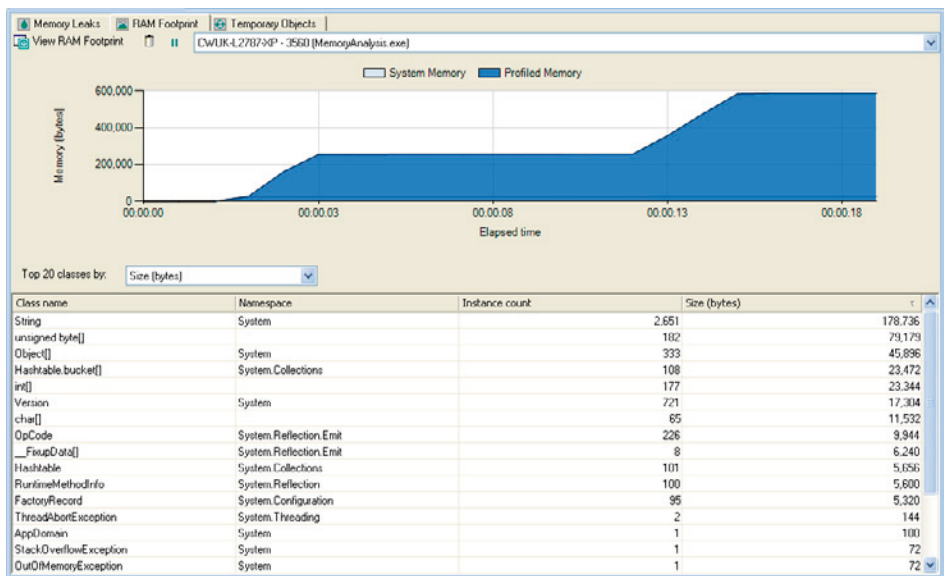 Memory Leaks RAM Footprint Temporary Objects
View RAM Footprint CWUK-L2787-XP - 3560 (MemoryAnalysis.exe)
System Memory Profiled Memory
600,000
400,000
200,000
0
Memory (bytes)
00:00.00 00:00.03 00:00.08 00:00.13 00:00.18
Elapsed time
Top 20 classes by: Size (bytes)
Class name Namespace Instance count Size (bytes)
String System 2,651 178,736
unsigned byte[] 182 79,179
Object[] System 333 45,896
Hashtable.bucket[] System.Collections 108 23,472
int[] 177 23,344
Version System 721 17,304
char[] 65 11,532
OpCode System.Reflection.Emit 226 9,944
__FixupData[] System.Reflection.Emit 8 6,240
Hashtable System.Collections 101 5,656
RuntimeMethodInfo System.Reflection 100 5,600
FactoryRecord System.Configuration 95 5,320
ThreadAbortException System.Threading 2 144
AppDomain System 1 100
StackOverflowException System 1 72
OutOfMemoryException System 1 72